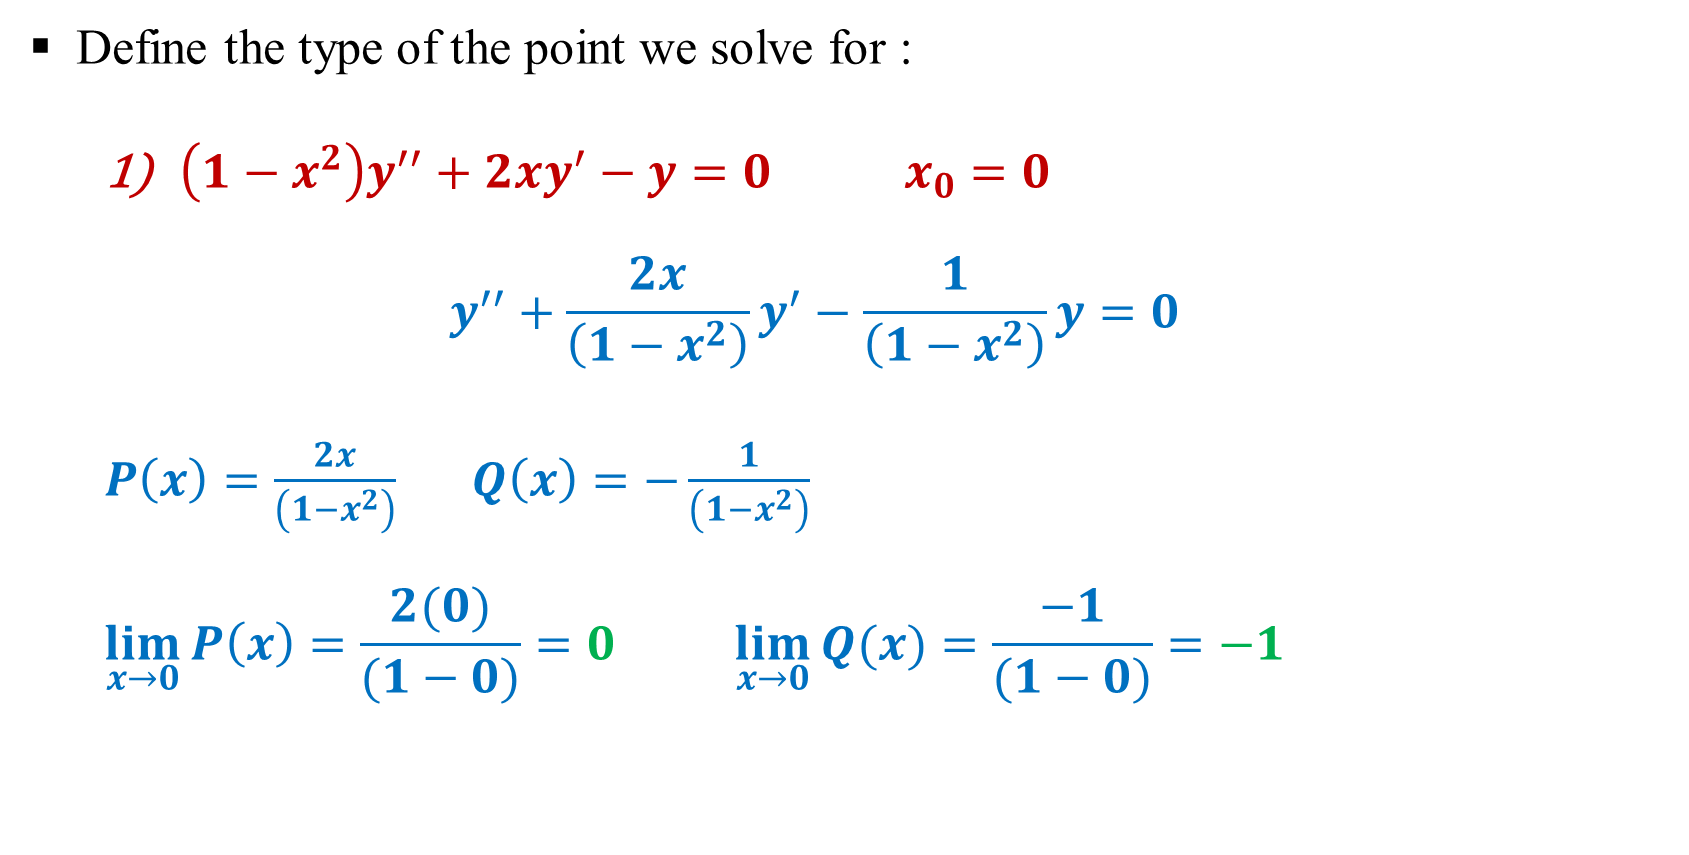 ▪ Define the type of the point we solve for :
1) (1 − x²)y′′ + 2xy′ − y = 0 x₀ = 0
y′′ + 2x/(1 − x²) y′ − 1/(1 − x²) y = 0
P(x) = 2x/(1−x²) Q(x) = − 1/(1−x²)
lim x→0 P(x) = 2(0)/(1 − 0) = 0 lim x→0 Q(x) = −1/(1 − 0) = −1